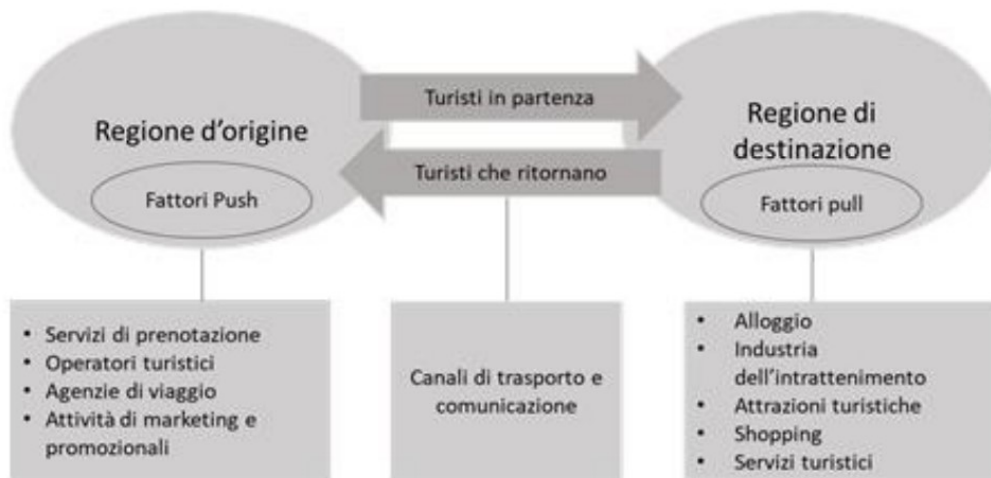 Turisti in partenza
Regione d'origine
Regione di
destinazione
Turisti che ritornano
Fattori Push
Fattori pull
• Servizi di prenotazione
• Operatori turistici
• Agenzie di viaggio
• Attività di marketing e
promozionali
Canali di trasporto e
comunicazione
• Alloggio
• Industria
dell'intrattenimento
• Attrazioni turistiche
• Shopping
• Servizi turistici